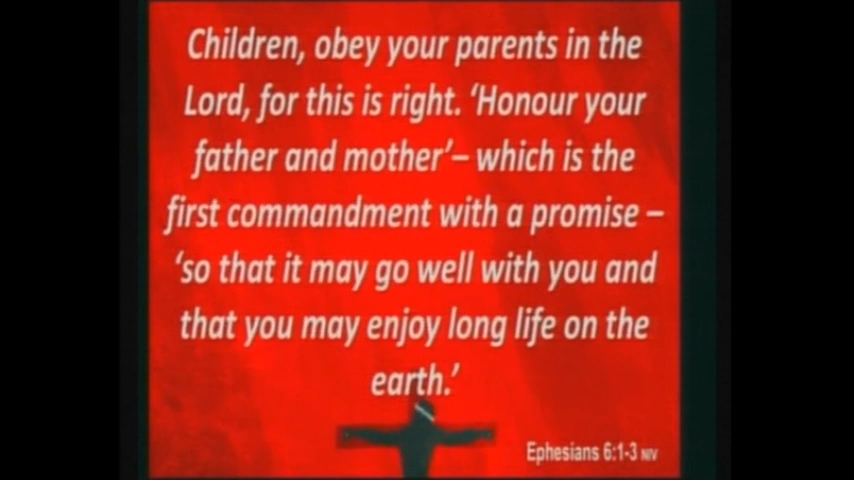 Children, obey your parents in the
Lord, for this is right. ‘Honour your
father and mother’– which is the
first commandment with a promise –
‘so that it may go well with you and
that you may enjoy long life on the
earth.’
Ephesians 6:1-3 NIV